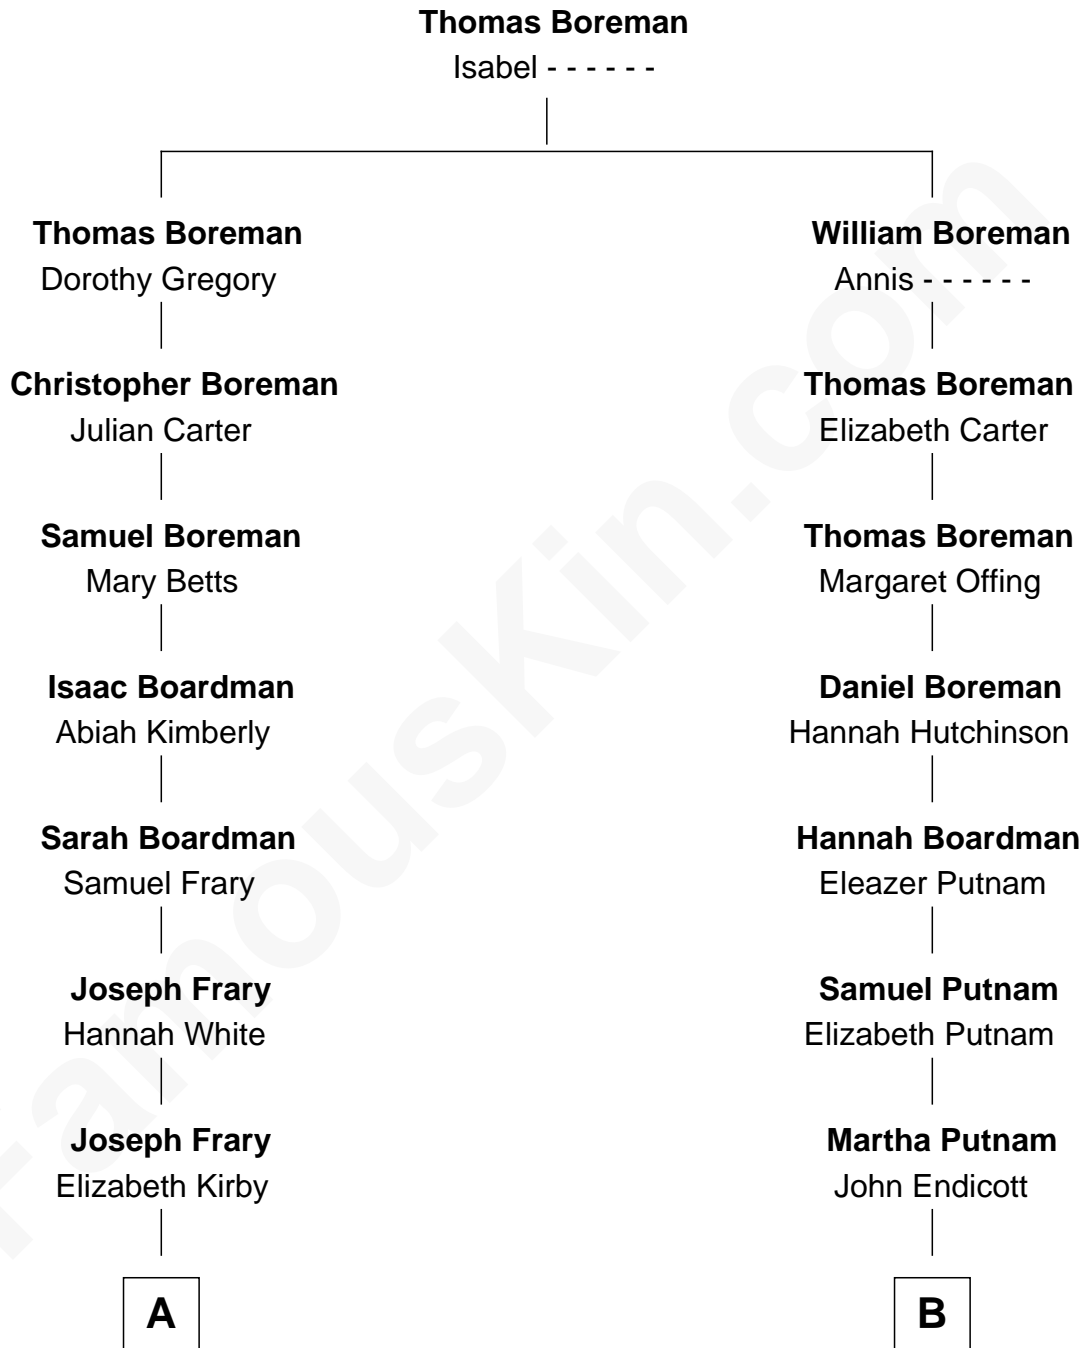 Thomas Boreman
Isabel - - - - - -
Thomas Boreman
Dorothy Gregory
William Boreman
Annis - - - - - -
Christopher Boreman
Julian Carter
Thomas Boreman
Elizabeth Carter
Samuel Boreman
Mary Betts
Thomas Boreman
Margaret Offing
Isaac Boardman
Abiah Kimberly
Daniel Boreman
Hannah Hutchinson
Sarah Boardman
Samuel Frary
Hannah Boardman
Eleazer Putnam
Joseph Frary
Hannah White
Samuel Putnam
Elizabeth Putnam
Joseph Frary
Elizabeth Kirby
Martha Putnam
John Endicott
A
B
FamousKin.com